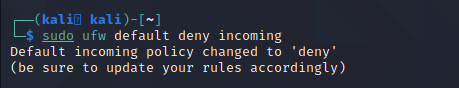 ┌──(kali㉿kali)-[~]
└─$ sudo ufw default deny incoming
Default incoming policy changed to 'deny'
(be sure to update your rules accordingly)